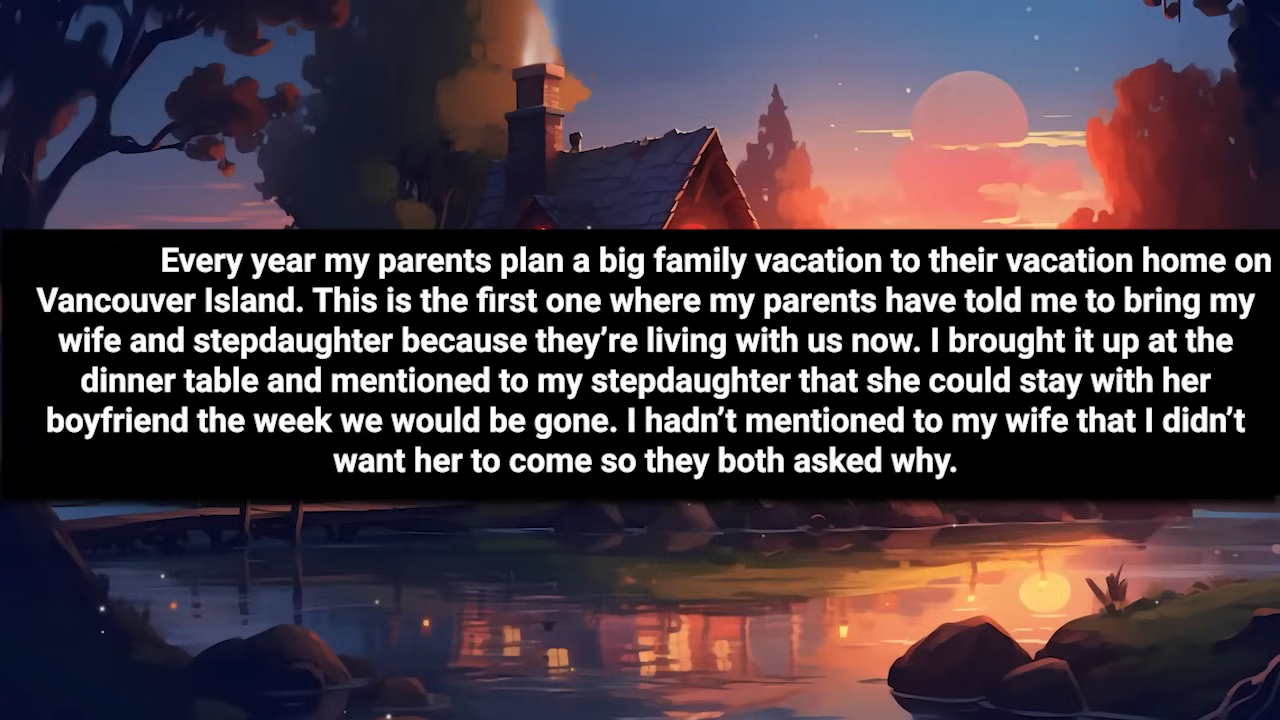 Every year my parents plan a big family vacation to their vacation home on
Vancouver Island. This is the first one where my parents have told me to bring my
wife and stepdaughter because they’re living with us now. I brought it up at the
dinner table and mentioned to my stepdaughter that she could stay with her
boyfriend the week we would be gone. I hadn’t mentioned to my wife that I didn’t
want her to come so they both asked why.